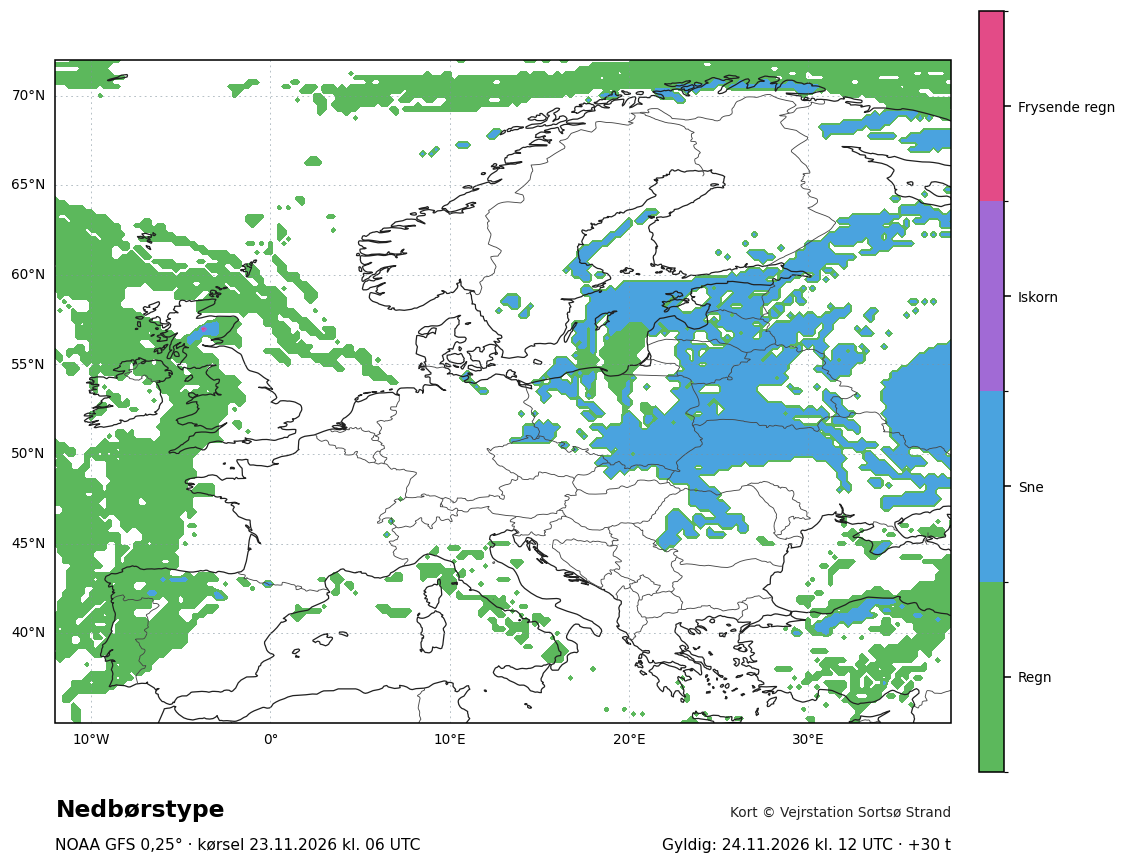 70°N
65°N
60°N
55°N
50°N
45°N
40°N
10°W
0°
10°E
20°E
30°E
Frysende regn
Iskorn
Sne
Regn
Nedbørstype
Kort © Vejrstation Sortsø Strand
NOAA GFS 0,25° · kørsel 23.11.2026 kl. 06 UTC
Gyldig: 24.11.2026 kl. 12 UTC · +30 t